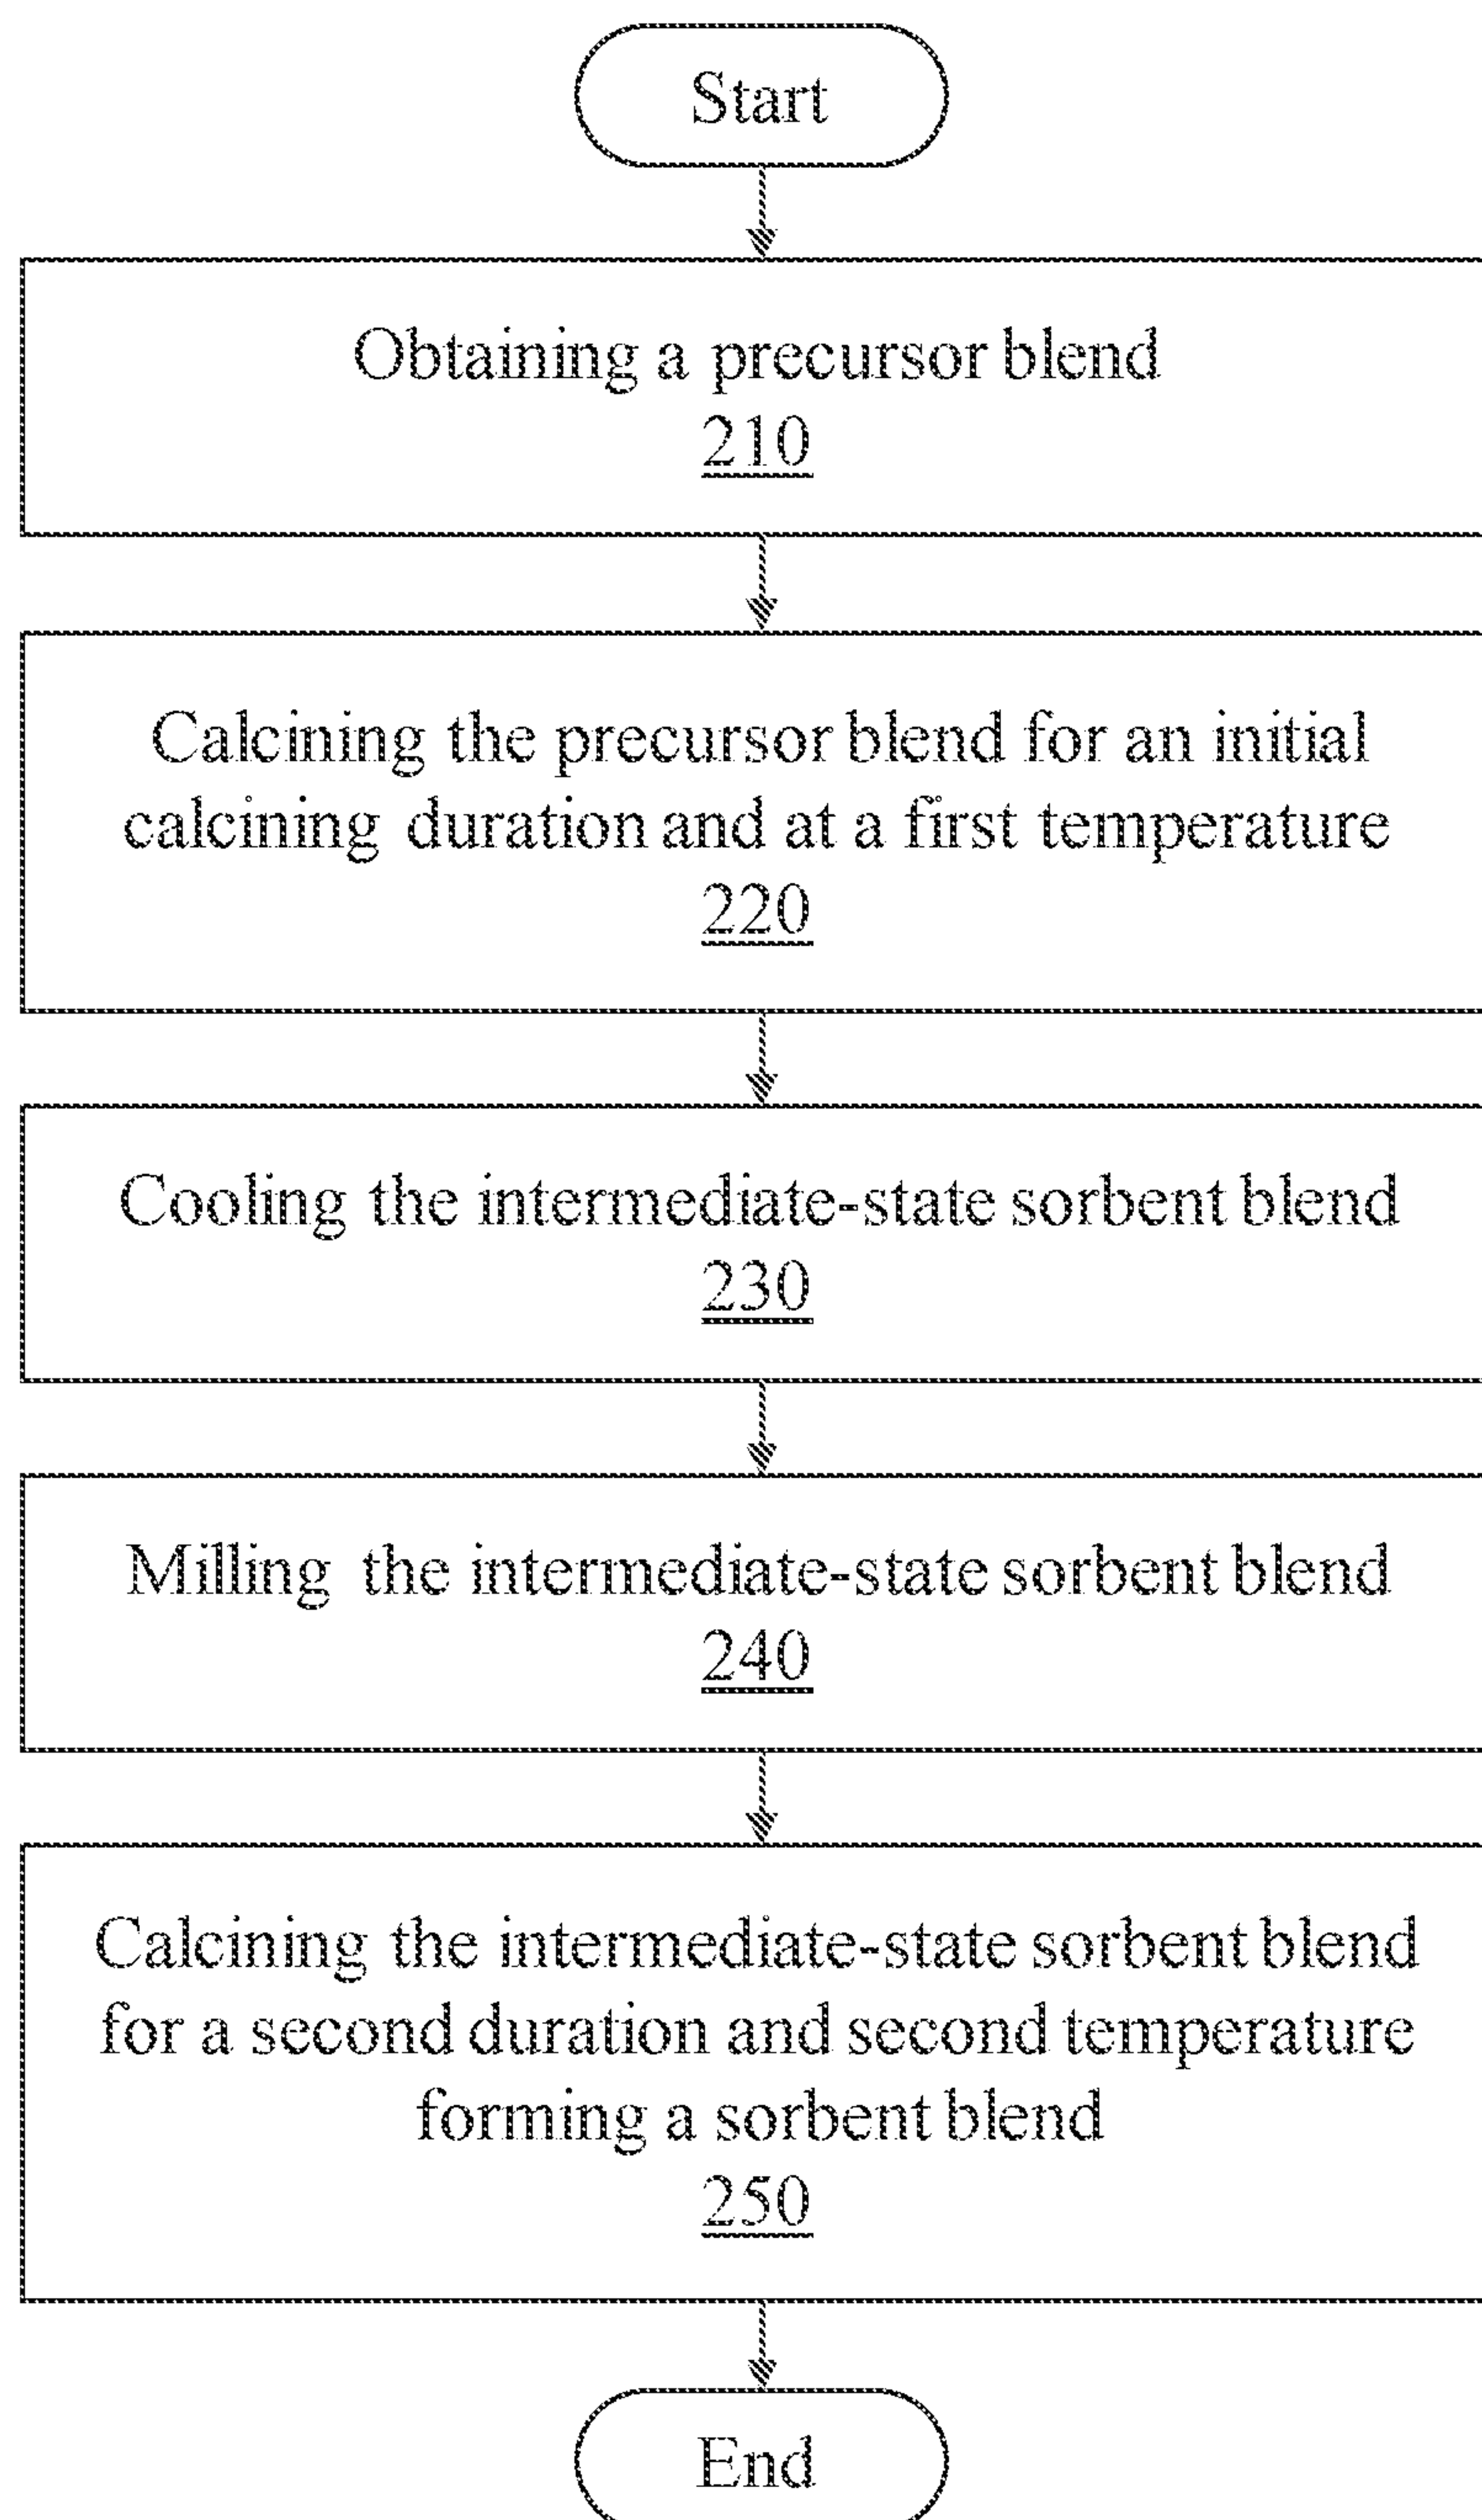 Start
Obtaining a precursor blend
210
Calcining the precursor blend for an initial
calcining duration and at a first temperature
220
Cooling the intermediate-state sorbent blend
230
Milling the intermediate-state sorbent blend
240
Calcining the intermediate-state sorbent blend
for a second duration and second temperature
forming a sorbent blend
250
End